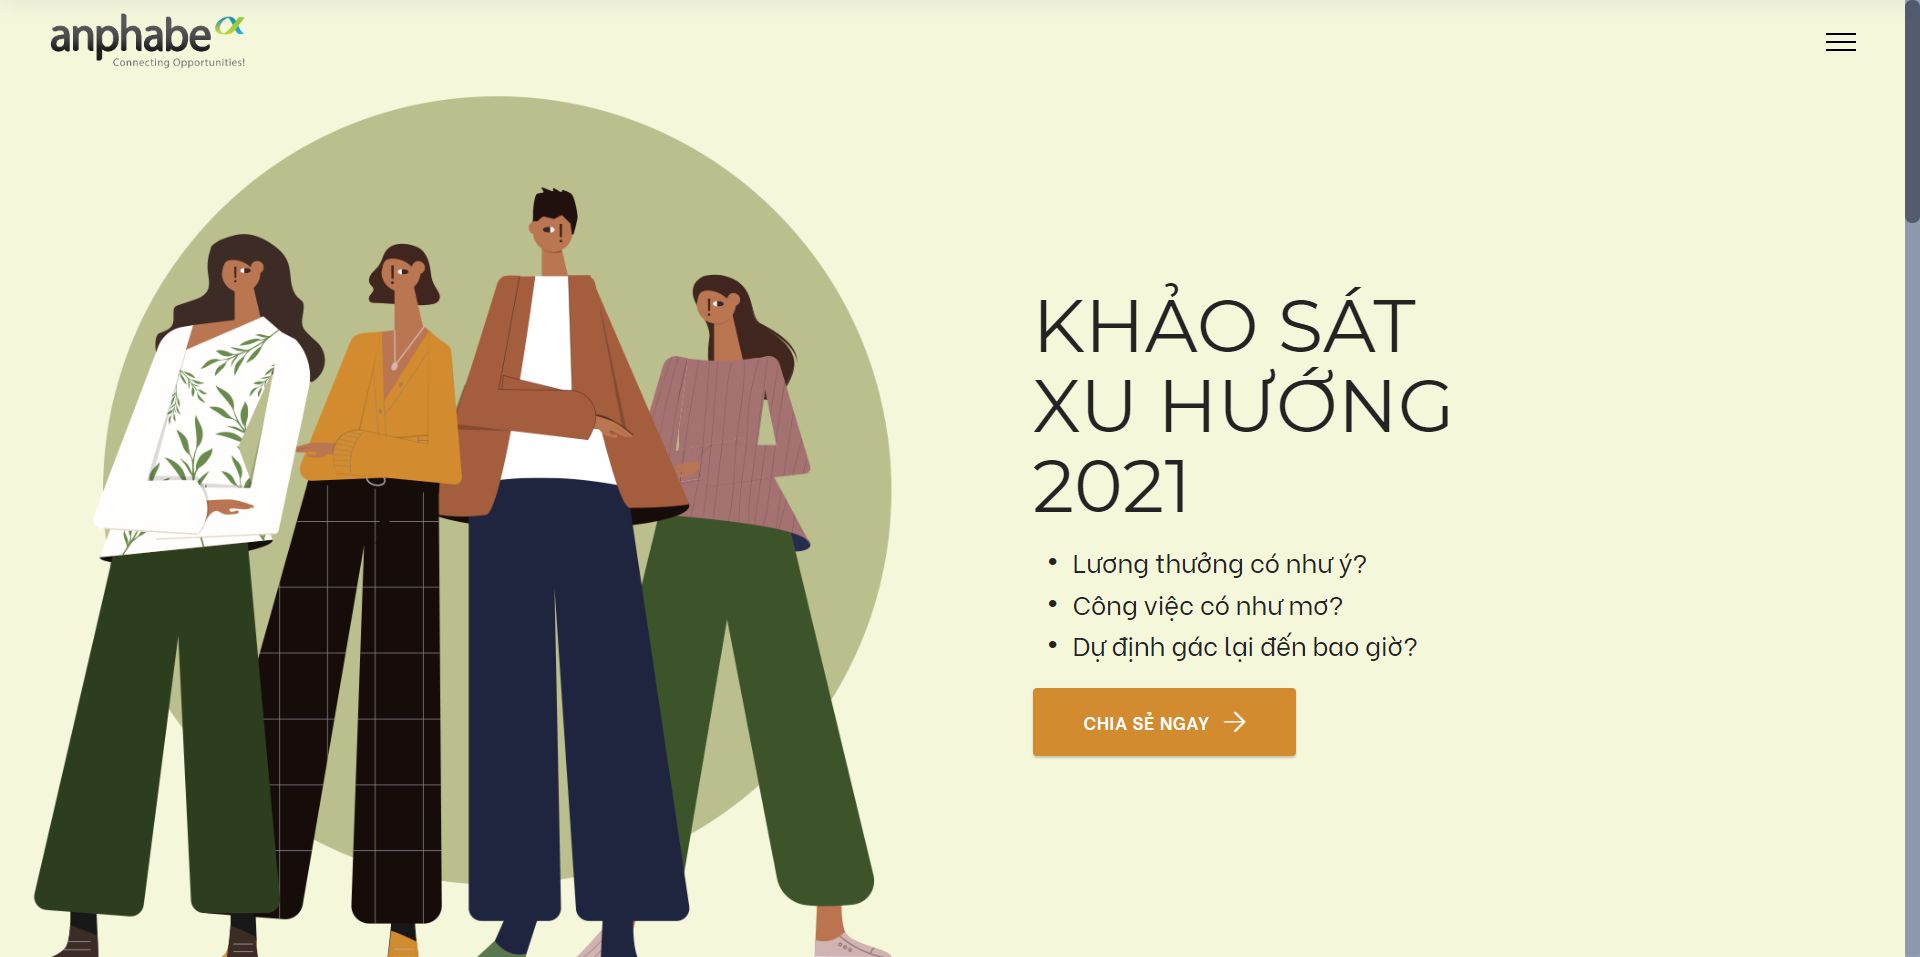 anphabe
Connecting Opportunities!
KHẢO SÁT
XU HƯỚNG
2021
• Lương thưởng có như ý?
• Công việc có như mơ?
• Dự định gác lại đến bao giờ?
CHIA SẺ NGAY →